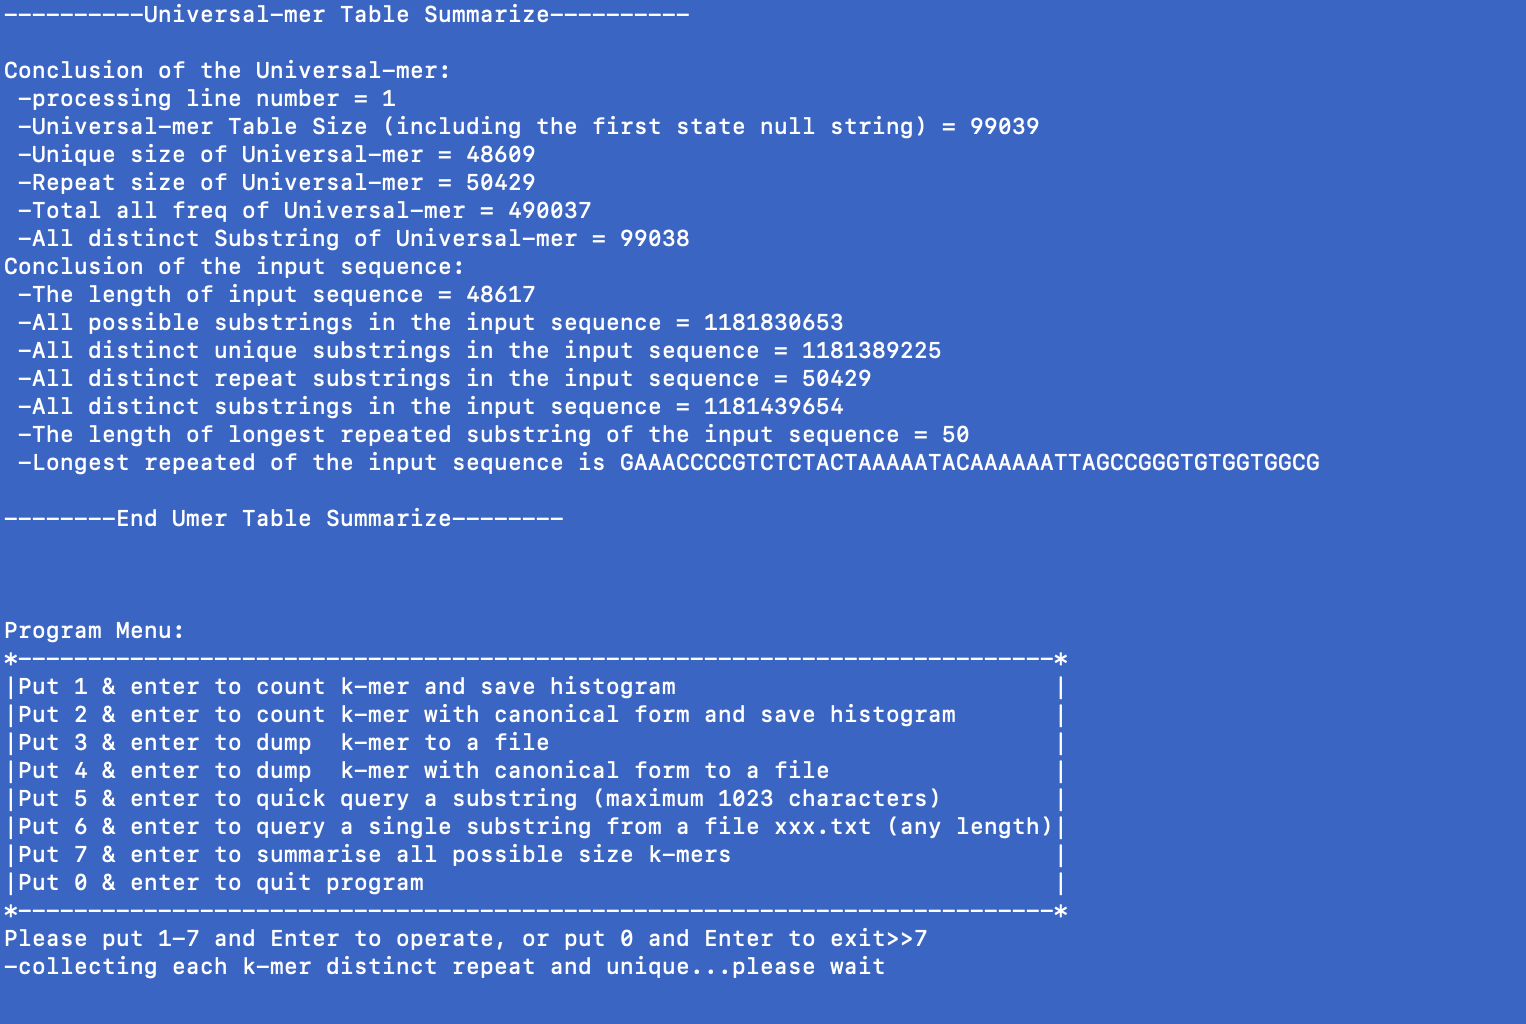 ----------Universal-mer Table Summarize----------
Conclusion of the Universal-mer:
-processing line number = 1
-Universal-mer Table Size (including the first state null string) = 99039
-Unique size of Universal-mer = 48609
-Repeat size of Universal-mer = 50429
-Total all freq of Universal-mer = 490037
-All distinct Substring of Universal-mer = 99038
Conclusion of the input sequence:
-The length of input sequence = 48617
-All possible substrings in the input sequence = 1181830653
-All distinct unique substrings in the input sequence = 1181389225
-All distinct repeat substrings in the input sequence = 50429
-All distinct substrings in the input sequence = 1181439654
-The length of longest repeated substring of the input sequence = 50
-Longest repeated of the input sequence is GAAACCCCGTCTCTACTAAAAATACAAAAAATTAGCCGGGTGTGGTGGCG
--------End Umer Table Summarize--------
Program Menu:
*--------------------------------------------------------------------------*
|Put 1 & enter to count k-mer and save histogram                           |
|Put 2 & enter to count k-mer with canonical form and save histogram       |
|Put 3 & enter to dump  k-mer to a file                                    |
|Put 4 & enter to dump  k-mer with canonical form to a file                |
|Put 5 & enter to quick query a substring (maximum 1023 characters)        |
|Put 6 & enter to query a single substring from a file xxx.txt (any length)|
|Put 7 & enter to summarise all possible size k-mers                       |
|Put 0 & enter to quit program                                             |
*--------------------------------------------------------------------------*
Please put 1-7 and Enter to operate, or put 0 and Enter to exit>>7
-collecting each k-mer distinct repeat and unique...please wait